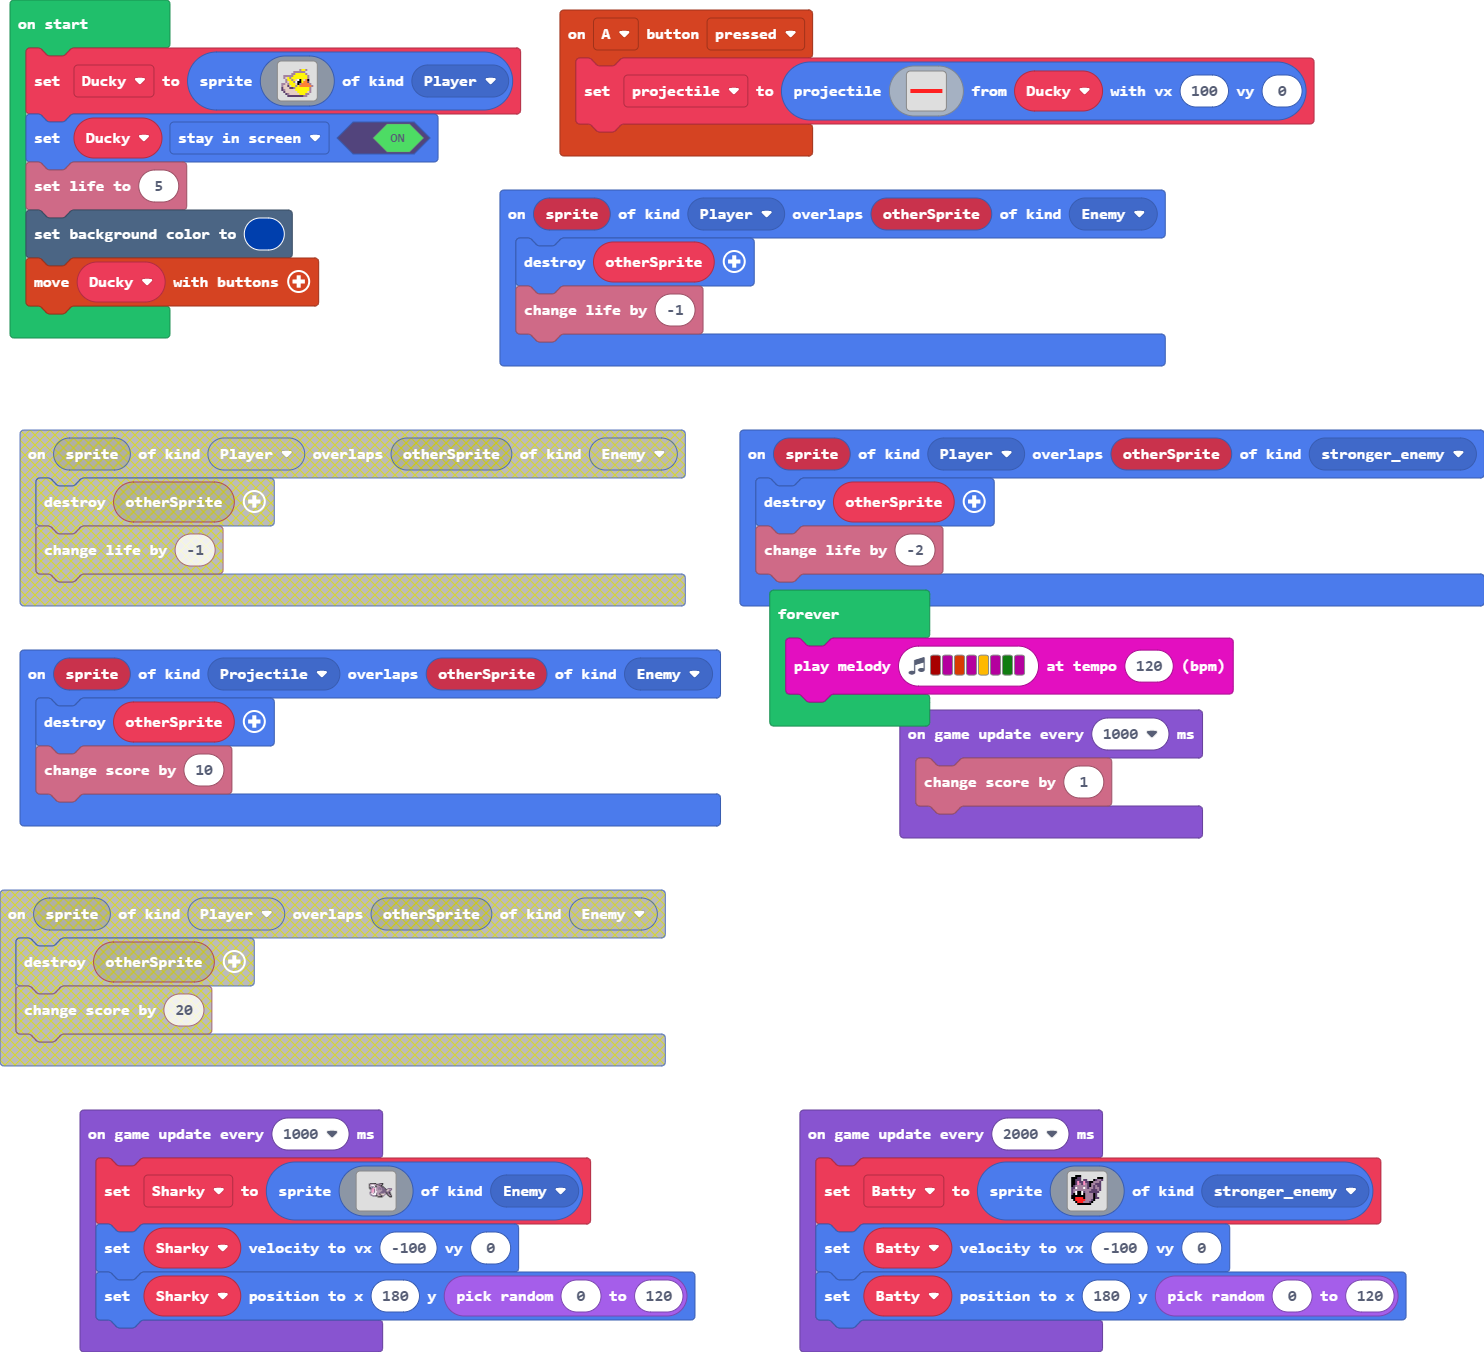 on start
set Ducky to sprite of kind Player
set Ducky stay in screen ON
set life to 5
set background color to
move Ducky with buttons
on A button pressed
set projectile to projectile from Ducky with vx 100 vy 0
on sprite of kind Player overlaps otherSprite of kind Enemy
destroy otherSprite
change life by -1
on sprite of kind Player overlaps otherSprite of kind Enemy
destroy otherSprite
change life by -1
on sprite of kind Player overlaps otherSprite of kind stronger_enemy
destroy otherSprite
change life by -2
forever
play melody at tempo 120 (bpm)
on sprite of kind Projectile overlaps otherSprite of kind Enemy
destroy otherSprite
change score by 10
on game update every 1000 ms
change score by 1
on sprite of kind Player overlaps otherSprite of kind Enemy
destroy otherSprite
change score by 20
on game update every 1000 ms
set Sharky to sprite of kind Enemy
set Sharky velocity to vx -100 vy 0
set Sharky position to x 180 y pick random 0 to 120
on game update every 2000 ms
set Batty to sprite of kind stronger_enemy
set Batty velocity to vx -100 vy 0
set Batty position to x 180 y pick random 0 to 120